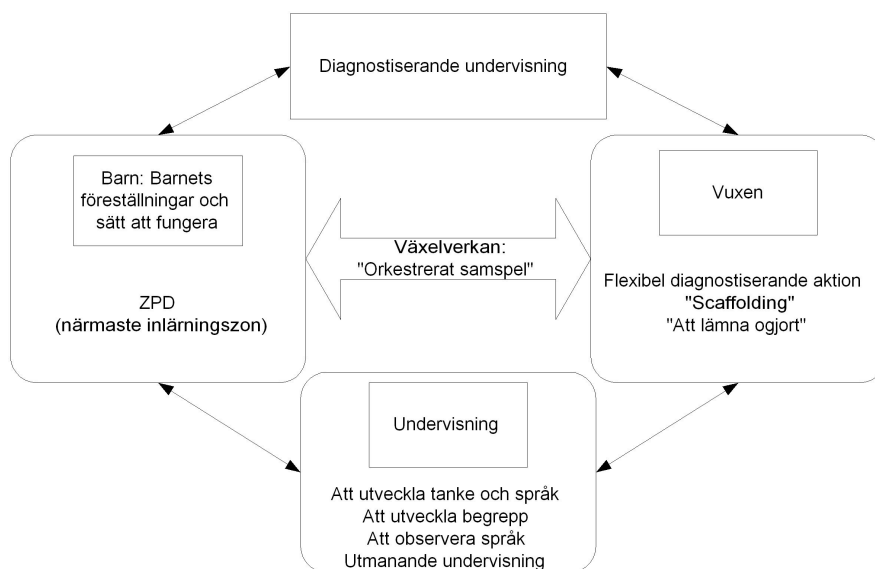 Diagnostiserande undervisning
Barn: Barnets
föreställningar och
sätt att fungera
ZPD
(närmaste inlärningszon)
Växelverkan:
"Orkestrerat samspel"
Vuxen
Flexibel diagnostiserande aktion
"Scaffolding"
"Att lämna ogjort"
Undervisning
Att utveckla tanke och språk
Att utveckla begrepp
Att observera språk
Utmanande undervisning